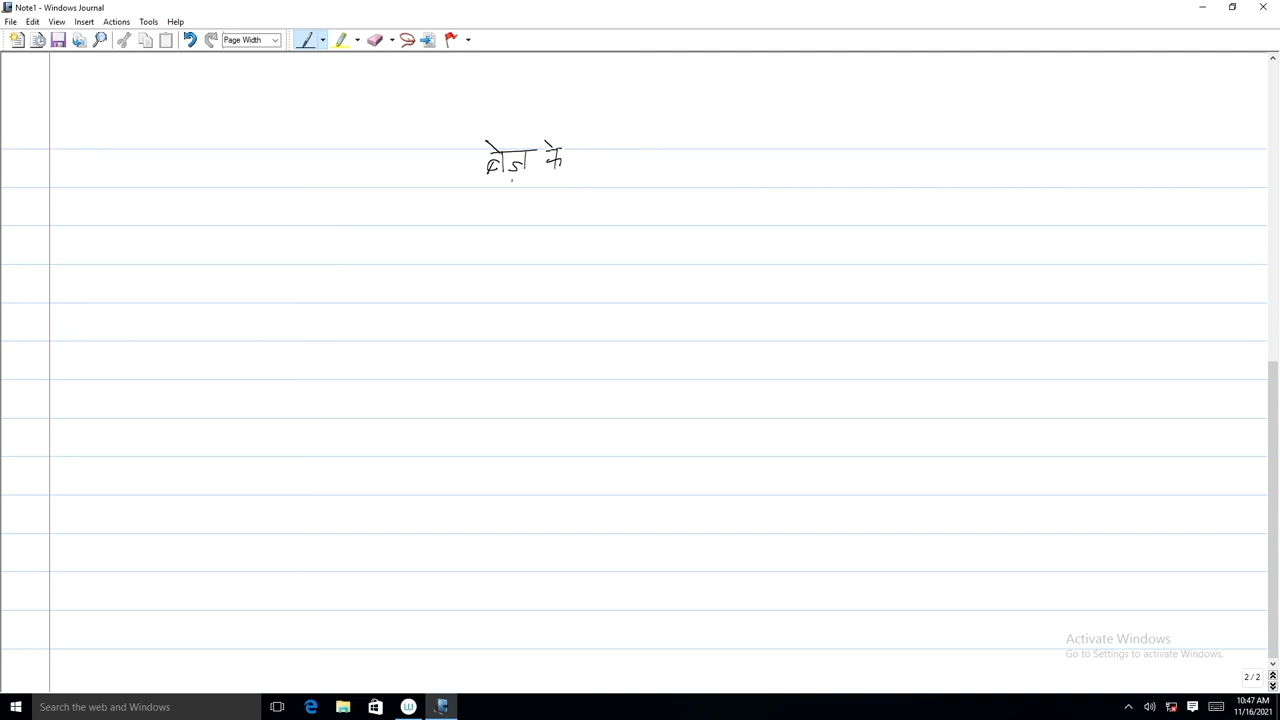 Note1 - Windows Journal
File Edit View Insert Actions Tools Help
Page Width
के
Activate Windows
Go to Settings to activate Windows.
2 / 2
Search the web and Windows
10:47 AM
11/16/2021